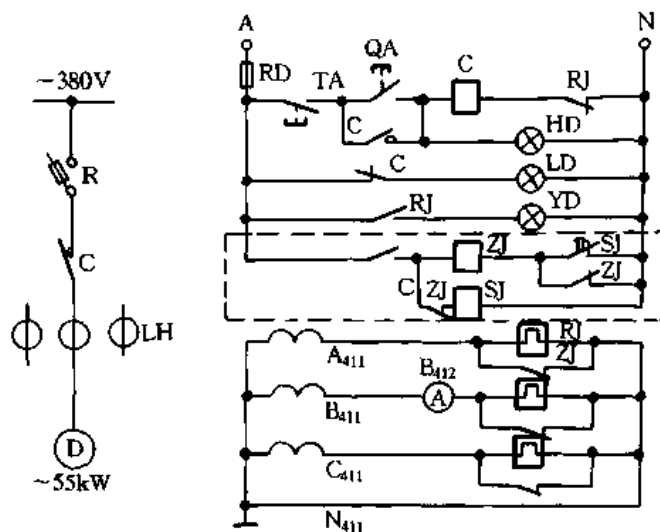 ~380V
R
C
LH
D
~55kW
A
N
RD
TA
QA
C
RJ
C
HD
C
LD
RJ
YD
ZJ
SJ
C
ZJ
SJ
ZJ
A411
RJ
ZJ
B411
B412
A
C411
N411